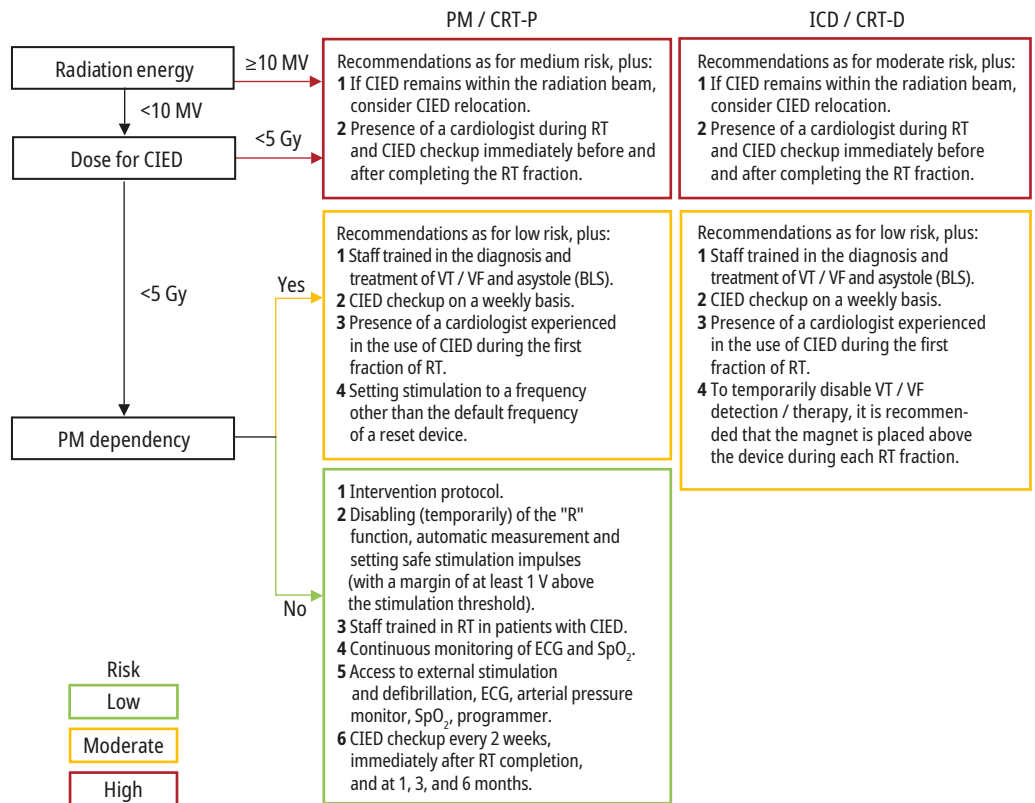 PM / CRT-P
ICD / CRT-D
Radiation energy
≥10 MV
<10 MV
Dose for CIED
<5 Gy
<5 Gy
PM dependency
Yes
No
Recommendations as for medium risk, plus:
1 If CIED remains within the radiation beam,
consider CIED relocation.
2 Presence of a cardiologist during RT
and CIED checkup immediately before and
after completing the RT fraction.
Recommendations as for moderate risk, plus:
1 If CIED remains within the radiation beam,
consider CIED relocation.
2 Presence of a cardiologist during RT
and CIED checkup immediately before
and after completing the RT fraction.
Recommendations as for low risk, plus:
1 Staff trained in the diagnosis and
treatment of VT / VF and asystole (BLS).
2 CIED checkup on a weekly basis.
3 Presence of a cardiologist experienced
in the use of CIED during the first
fraction of RT.
4 Setting stimulation to a frequency
other than the default frequency
of a reset device.
Recommendations as for low risk, plus:
1 Staff trained in the diagnosis and
treatment of VT / VF and asystole (BLS).
2 CIED checkup on a weekly basis.
3 Presence of a cardiologist experienced
in the use of CIED during the first
fraction of RT.
4 To temporarily disable VT / VF
detection / therapy, it is recommen-
ded that the magnet is placed above
the device during each RT fraction.
1 Intervention protocol.
2 Disabling (temporarily) of the "R"
function, automatic measurement and
setting safe stimulation impulses
(with a margin of at least 1 V above
the stimulation threshold).
3 Staff trained in RT in patients with CIED.
4 Continuous monitoring of ECG and SpO₂.
5 Access to external stimulation
and defibrillation, ECG, arterial pressure
monitor, SpO₂, programmer.
6 CIED checkup every 2 weeks,
immediately after RT completion,
and at 1, 3, and 6 months.
Risk
Low
Moderate
High